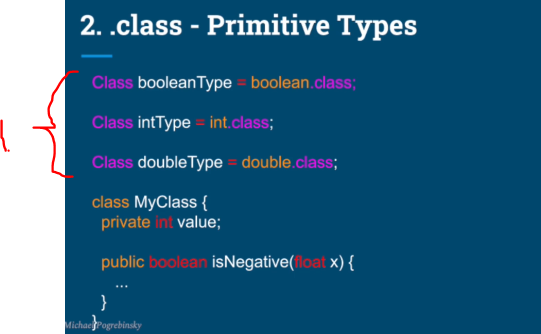 2. .class - Primitive Types
Class booleanType = boolean.class;
Class intType = int.class;
Class doubleType = double.class;
class MyClass {
private int value;
public boolean isNegative(float x) {
...
}
}
Michael Pogrebinsky
1.